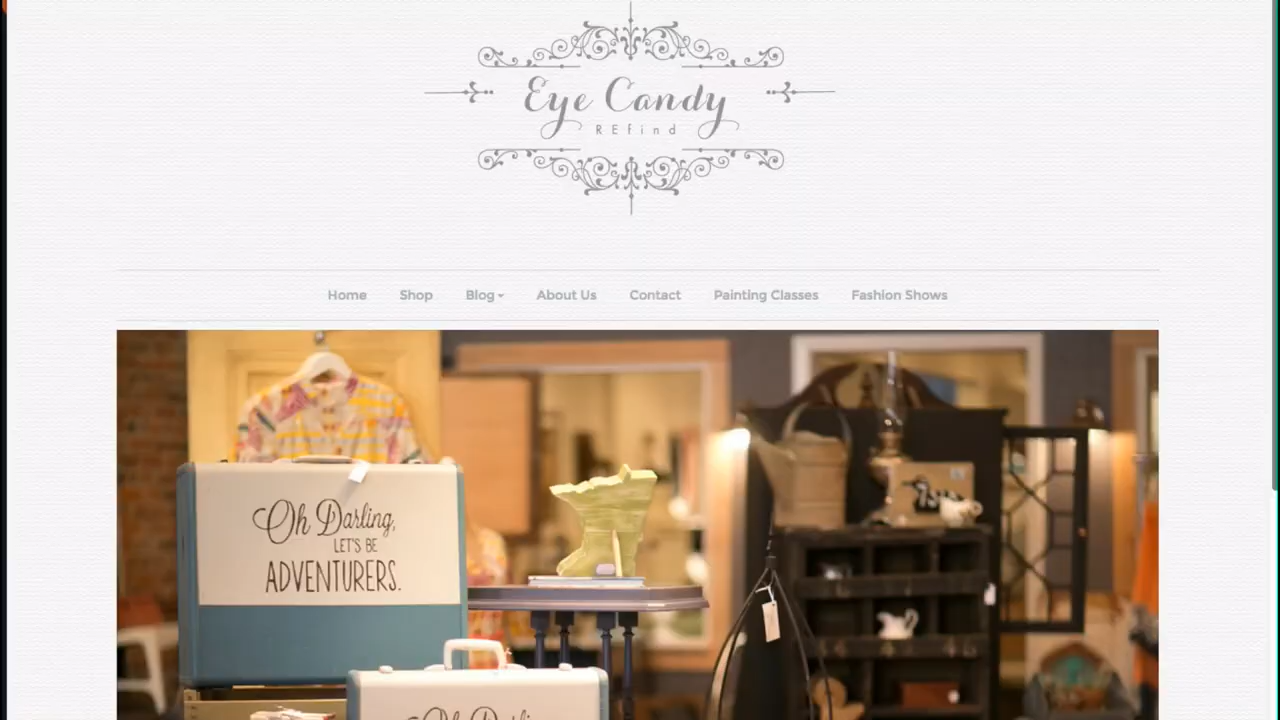 Eye Candy
REfind
Home Shop Blog About Us Contact Painting Classes Fashion Shows
Oh Darling,
LET'S BE
ADVENTURERS.